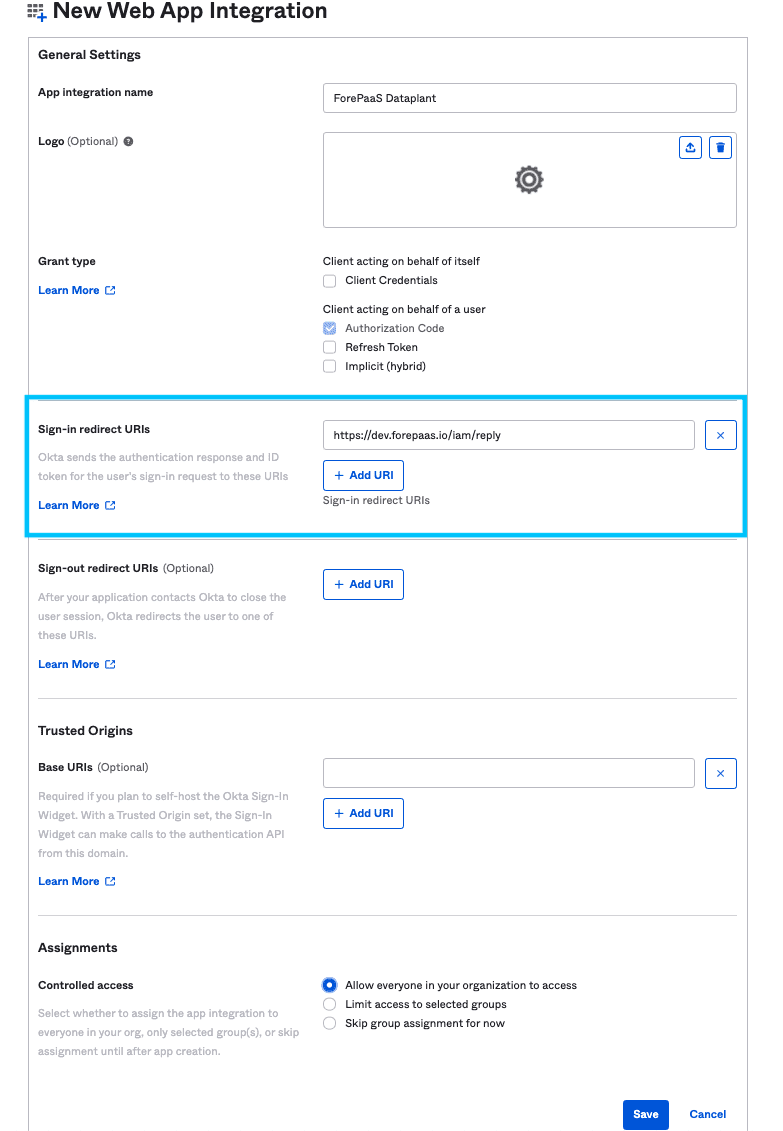 New Web App Integration
General Settings
App integration name
ForePaaS Dataplant
Logo (Optional)
Grant type
Learn More
Client acting on behalf of itself
Client Credentials
Client acting on behalf of a user
Authorization Code
Refresh Token
Implicit (hybrid)
Sign-in redirect URIs
Okta sends the authentication response and ID
token for the user's sign-in request to these URIs
Learn More
https://dev.forepaas.io/iam/reply
+ Add URI
Sign-in redirect URIs
Sign-out redirect URIs (Optional)
After your application contacts Okta to close the
user session, Okta redirects the user to one of
these URIs.
Learn More
+ Add URI
Trusted Origins
Base URIs (Optional)
Required if you plan to self-host the Okta Sign-In
Widget. With a Trusted Origin set, the Sign-In
Widget can make calls to the authentication API
from this domain.
Learn More
+ Add URI
Assignments
Controlled access
Select whether to assign the app integration to
everyone in your org, only selected group(s), or skip
assignment until after app creation.
Allow everyone in your organization to access
Limit access to selected groups
Skip group assignment for now
Save
Cancel